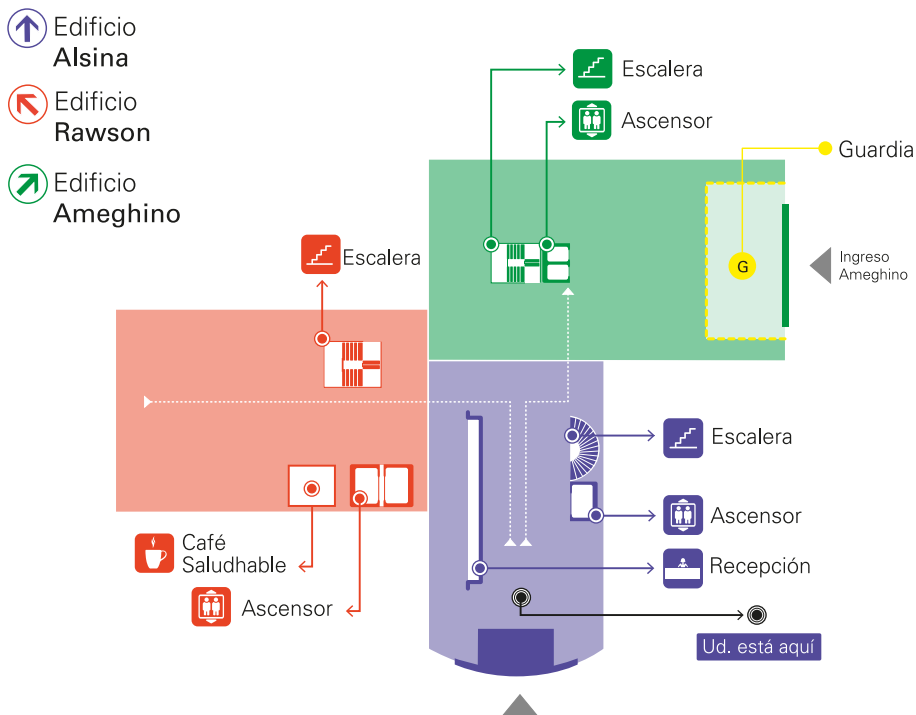 Edificio
Alsina
Edificio
Rawson
Edificio
Ameghino
Escalera
Ascensor
Guardia
G
Ingreso
Ameghino
Escalera
Escalera
Ascensor
Recepción
Café
Saludhable
Ascensor
Ud. está aquí